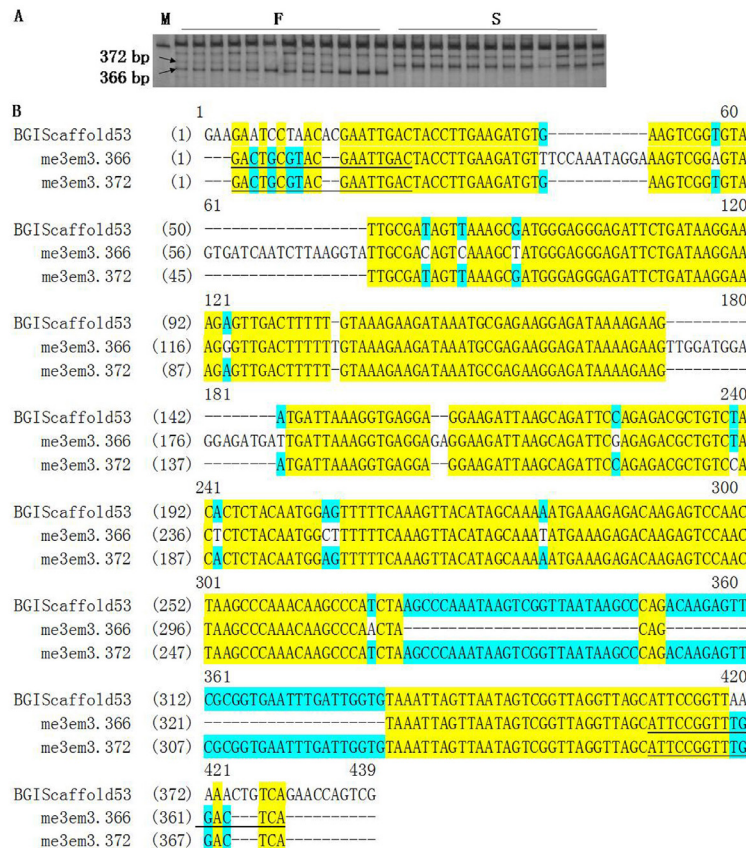 A
M F S
372 bp
366 bp
B
1 60
BGIScaffold53 (1) GAAGAATCCTAACACGAATTGACTACCTTGAAGATGTG-----------AAGTCGGTGTA
me3em3.366 (1) ---GACTGCGTAC--GAATTGACTACCTTGAAGATGTTTCCAAATAGGAAAGTCGGAGTA
me3em3.372 (1) ---GACTGCGTAC--GAATTGACTACCTTGAAGATGTG-----------AAGTCGGTGTA
61 120
BGIScaffold53 (50) ------------------TTGCGATAGTTAAAGCGATGGGAGGGAGATTCTGATAAGGAA
me3em3.366 (56) GTGATCAATCTTAAGGTATTGCGACAGTCAAAGCTATGGGAGGGAGATTCTGATAAGGAA
me3em3.372 (45) ------------------TTGCGATAGTTAAAGCGATGGGAGGGAGATTCTGATAAGGAA
121 180
BGIScaffold53 (92) AGAGTTGACTTTTT-GTAAAGAAGATAAATGCGAGAAGGAGATAAAAGAAG---------
me3em3.366 (116) AGGGTTGACTTTTTTGTAAAGAAGATAAATGCGAGAAGGAGATAAAAGAAGTTGGATGGA
me3em3.372 (87) AGAGTTGACTTTTT-GTAAAGAAGATAAATGCGAGAAGGAGATAAAAGAAG---------
181 240
BGIScaffold53 (142) --------ATGATTAAAGGTGAGGA--GGAAGATTAAGCAGATTCCAGAGACGCTGTCTA
me3em3.366 (176) GGAGATGATTGATTAAAGGTGAGGAGAGGAAGATTAAGCAGATTCGAGAGACGCTGTCTA
me3em3.372 (137) --------ATGATTAAAGGTGAGGA--GGAAGATTAAGCAGATTCCAGAGACGCTGTCCA
241 300
BGIScaffold53 (192) CACTCTACAATGGAGTTTTTCAAAGTTACATAGCAAAAATGAAAGAGACAAGAGTCCAAC
me3em3.366 (236) CTCTCTACAATGGCTTTTTTCAAAGTTACATAGCAAATATGAAAGAGACAAGAGTCCAAC
me3em3.372 (187) CACTCTACAATGGAGTTTTTCAAAGTTACATAGCAAAAATGAAAGAGACAAGAGTCCAAC
301 360
BGIScaffold53 (252) TAAGCCCAAACAAGCCCATCTAAGCCCAAATAAGTCGGTTAATAAGCCCAGACAAGAGTT
me3em3.366 (296) TAAGCCCAAACAAGCCCAACTA--------------------------CAG---------
me3em3.372 (247) TAAGCCCAAACAAGCCCATCTAAGCCCAAATAAGTCGGTTAATAAGCCCAGACAAGAGTT
361 420
BGIScaffold53 (312) CGCGGTGAATTTGATTGGTGTAAATTAGTTAATAGTCGGTTAGGTTAGCATTCCGGTTAA
me3em3.366 (321) --------------------TAAATTAGTTAATAGTCGGTTAGGTTAGCATTCCGGTTTG
me3em3.372 (307) CGCGGTGAATTTGATTGGTGTAAATTAGTTAATAGTCGGTTAGGTTAGCATTCCGGTTTG
421 439
BGIScaffold53 (372) AAACTGTCAGAACCAGTCG
me3em3.366 (361) GAC---TCA
me3em3.372 (367) GAC---TCA